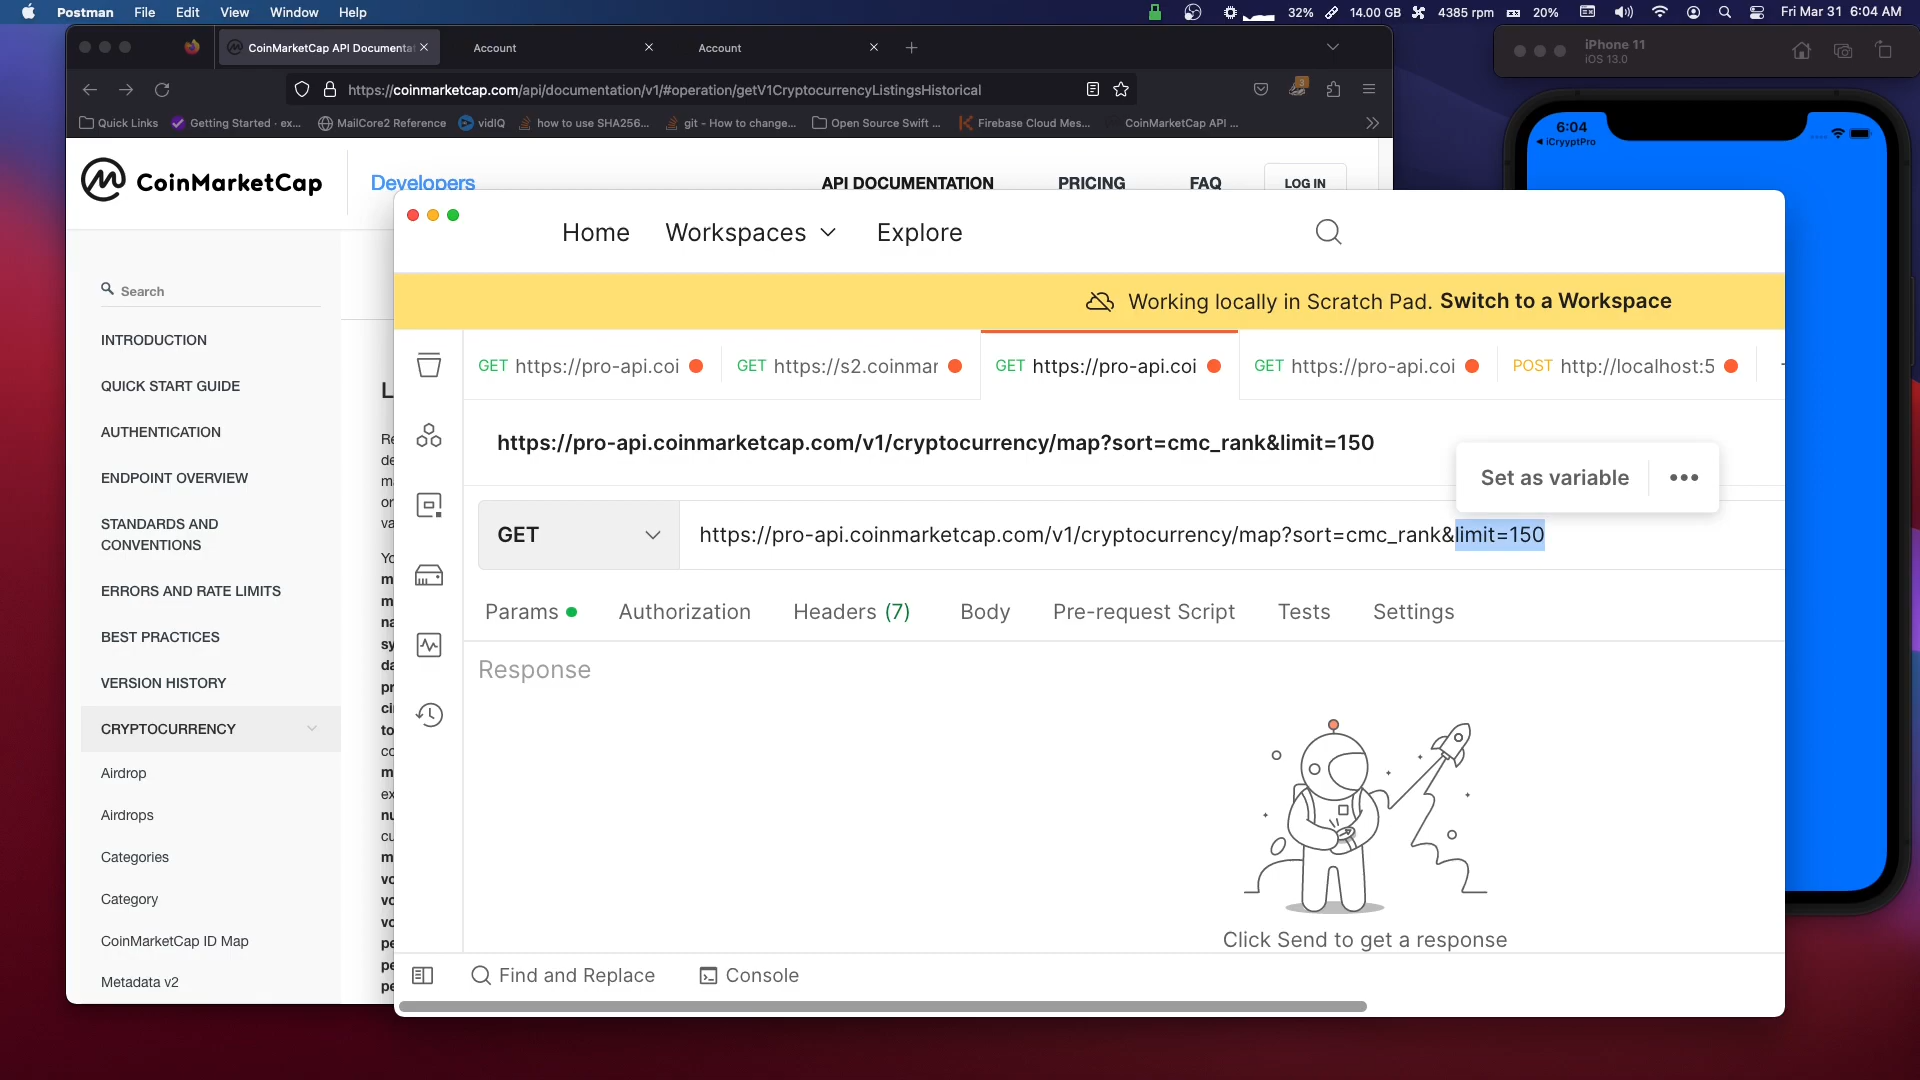 Postman File Edit View Window Help
32% 14.00 GB 4385 rpm 20% Fri Mar 31 6:04 AM
CoinMarketCap API Documenta
Account
Account
iPhone 11
iOS 13.0
https://coinmarketcap.com/api/documentation/v1/#operation/getV1CryptocurrencyListingsHistorical
3
Quick Links
Getting Started · ex...
MailCore2 Reference
vidIQ
how to use SHA256...
git - How to change...
Open Source Swift ...
Firebase Cloud Mes...
CoinMarketCap API ...
6:04
iCryyptPro
CoinMarketCap
Developers
API DOCUMENTATION
PRICING
FAQ
LOG IN
Search
INTRODUCTION
QUICK START GUIDE
AUTHENTICATION
ENDPOINT OVERVIEW
STANDARDS AND
CONVENTIONS
ERRORS AND RATE LIMITS
BEST PRACTICES
VERSION HISTORY
CRYPTOCURRENCY
Airdrop
Airdrops
Categories
Category
CoinMarketCap ID Map
Metadata v2
Home Workspaces Explore
Working locally in Scratch Pad. Switch to a Workspace
GET https://pro-api.coi
GET https://s2.coinmar
GET https://pro-api.coi
GET https://pro-api.coi
POST http://localhost:5
https://pro-api.coinmarketcap.com/v1/cryptocurrency/map?sort=cmc_rank&limit=150
Set as variable
GET
https://pro-api.coinmarketcap.com/v1/cryptocurrency/map?sort=cmc_rank&limit=150
Params Authorization Headers (7) Body Pre-request Script Tests Settings
Response
Click Send to get a response
Find and Replace
Console